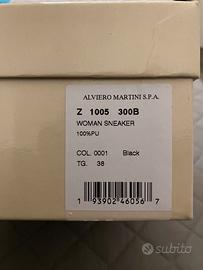 ALVIERO MARTINI S.P.A.
Z 1005 300B
WOMAN SNEAKER
100%PU
COL. 0001 Black
TG. 38
1 93902 46056 7
subito